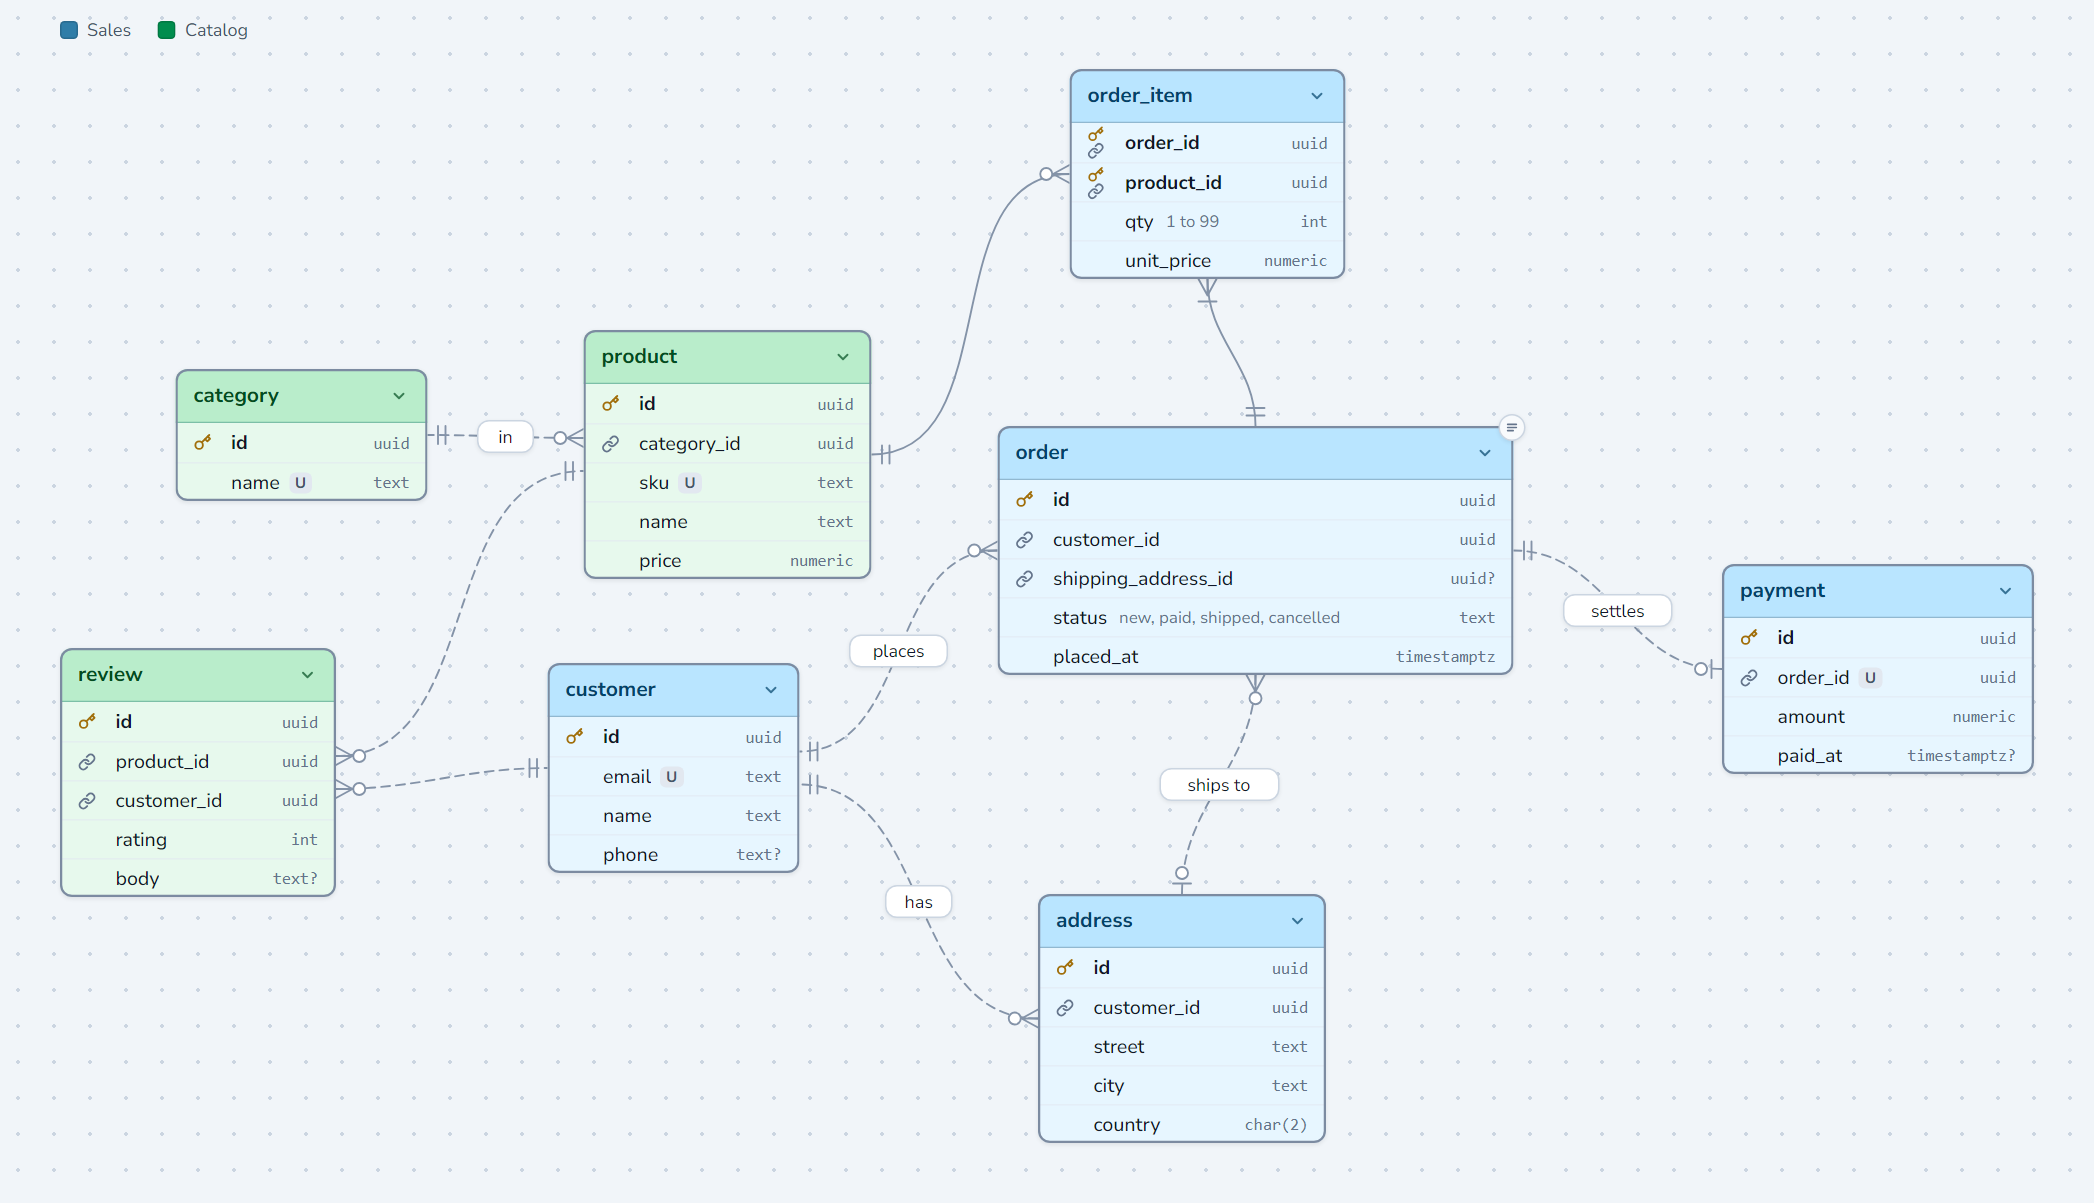 Sales
Catalog
order_item
order_id uuid
product_id uuid
qty 1 to 99 int
unit_price numeric
product
id uuid
category_id uuid
sku U text
name text
price numeric
category
id uuid
name U text
in
order
id uuid
customer_id uuid
shipping_address_id uuid?
status new, paid, shipped, cancelled text
placed_at timestamptz
settles
payment
id uuid
order_id U uuid
amount numeric
paid_at timestamptz?
places
review
id uuid
product_id uuid
customer_id uuid
rating int
body text?
customer
id uuid
email U text
name text
phone text?
ships to
has
address
id uuid
customer_id uuid
street text
city text
country char(2)